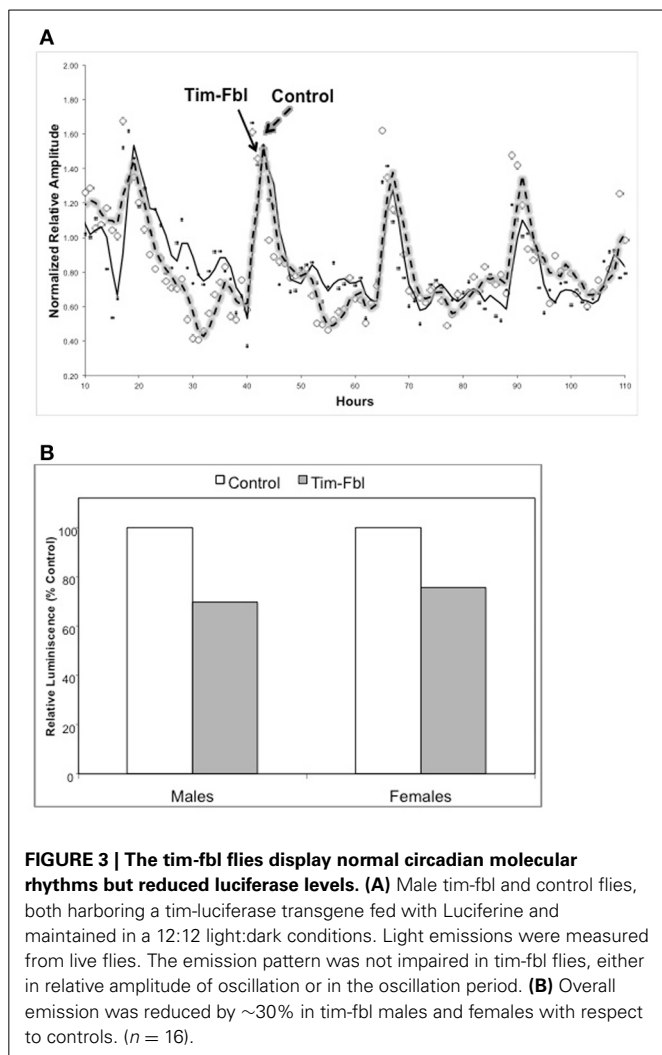 A
2.00
1.80
1.60
1.40
1.20
1.00
0.80
0.60
0.40
0.20
Normalized Relative Amplitude
Tim-Fbl Control
10 20 30 40 50 60 70 80 90 100 110
Hours
B
Control Tim-Fbl
100
80
60
40
20
0
Relative Luminiscence (% Control)
Males Females
FIGURE 3 | The tim-fbl flies display normal circadian molecular
rhythms but reduced luciferase levels. (A) Male tim-fbl and control flies,
both harboring a tim-luciferase transgene fed with Luciferine and
maintained in a 12:12 light:dark conditions. Light emissions were measured
from live flies. The emission pattern was not impaired in tim-fbl flies, either
in relative amplitude of oscillation or in the oscillation period. (B) Overall
emission was reduced by ∼30% in tim-fbl males and females with respect
to controls. (n = 16).